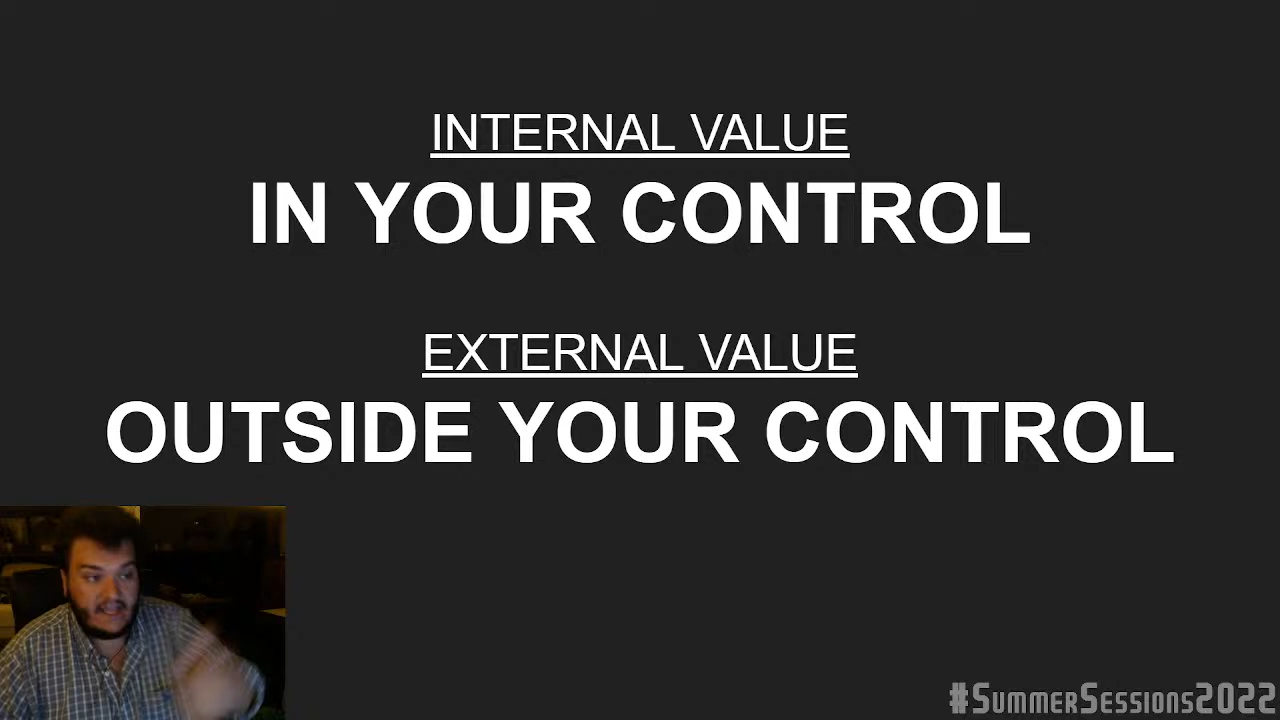 INTERNAL VALUE
IN YOUR CONTROL
EXTERNAL VALUE
OUTSIDE YOUR CONTROL
#SummerSessions2022